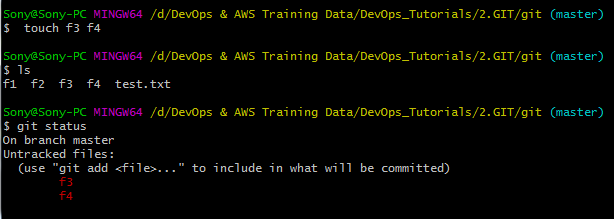 Sony@Sony-PC MINGW64 /d/DevOps & AWS Training Data/DevOps_Tutorials/2.GIT/git (master)
$  touch f3 f4
Sony@Sony-PC MINGW64 /d/DevOps & AWS Training Data/DevOps_Tutorials/2.GIT/git (master)
$ ls
f1  f2  f3  f4  test.txt
Sony@Sony-PC MINGW64 /d/DevOps & AWS Training Data/DevOps_Tutorials/2.GIT/git (master)
$ git status
On branch master
Untracked files:
  (use "git add <file>..." to include in what will be committed)
        f3
        f4